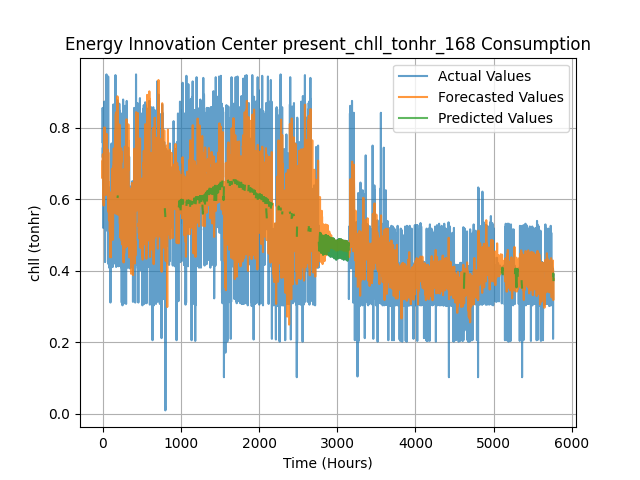 Energy Innovation Center present_chll_tonhr_168 Consumption
Actual Values
Forecasted Values
Predicted Values
chll (tonhr)
0.8
0.6
0.4
0.2
0.0
0 1000 2000 3000 4000 5000 6000
Time (Hours)